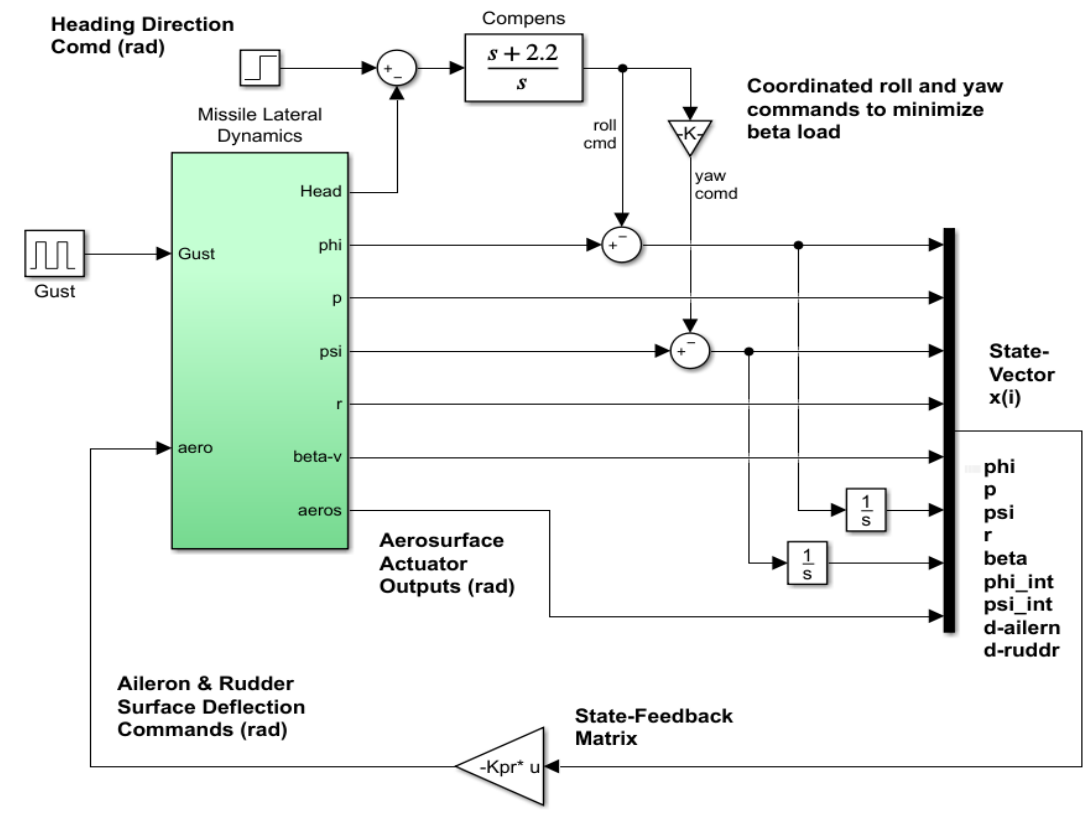 Heading Direction
Comd (rad)
Compens
s + 2.2
s
+
−
Coordinated roll and yaw
commands to minimize
beta load
Missile Lateral
Dynamics
roll
cmd
-K-
yaw
comd
Head
Gust
Gust
phi
+
−
p
psi
+
−
r
beta-v
aero
aeros
State-
Vector
x(i)
phi
p
psi
r
beta
phi_int
psi_int
d-ailern
d-ruddr
1
s
1
s
Aerosurface
Actuator
Outputs (rad)
Aileron & Rudder
Surface Deflection
Commands (rad)
State-Feedback
Matrix
-Kpr* u